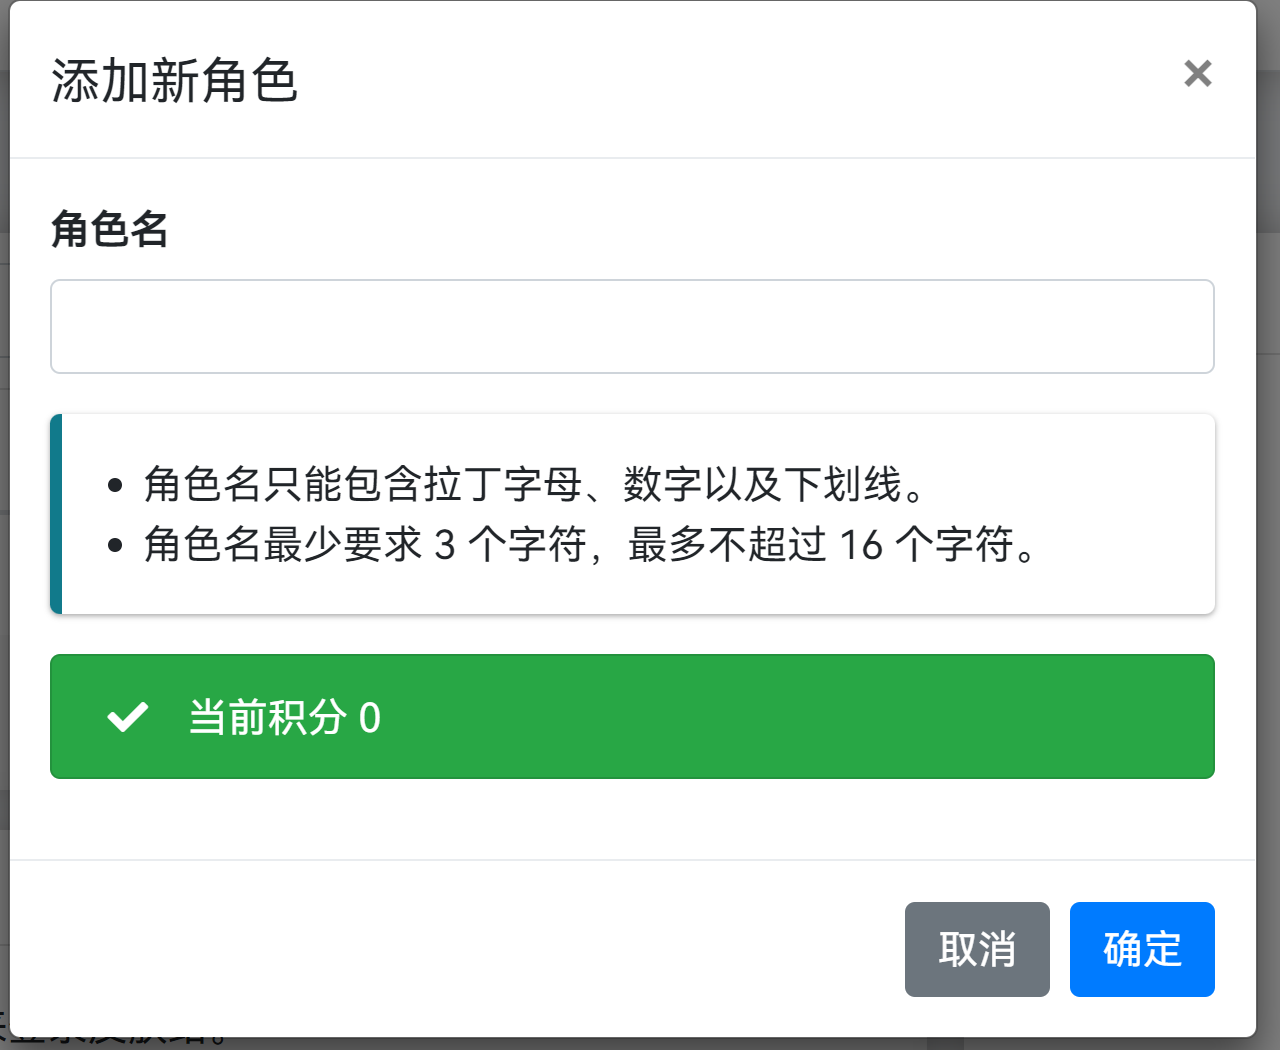 添加新角色
×
角色名
角色名只能包含拉丁字母、数字以及下划线。
角色名最少要求 3 个字符，最多不超过 16 个字符。
当前积分 0
取消
确定